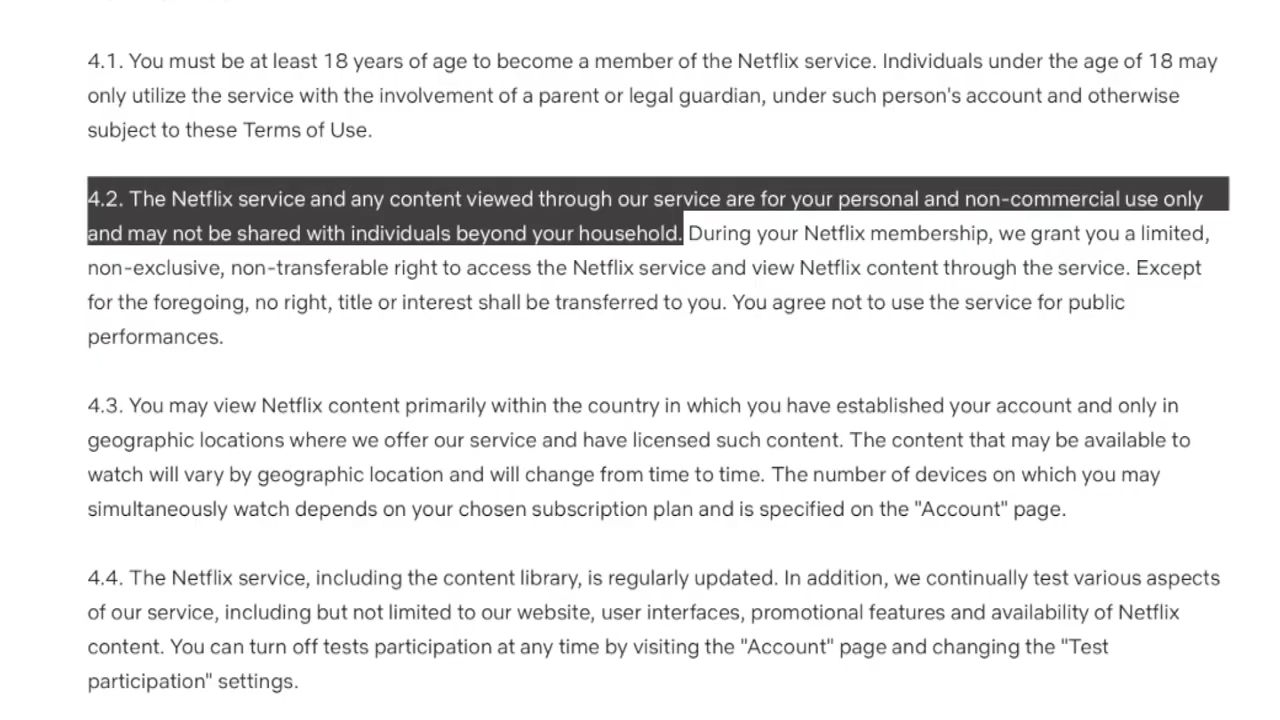 4.1. You must be at least 18 years of age to become a member of the Netflix service. Individuals under the age of 18 may
only utilize the service with the involvement of a parent or legal guardian, under such person's account and otherwise
subject to these Terms of Use.
4.2. The Netflix service and any content viewed through our service are for your personal and non-commercial use only
and may not be shared with individuals beyond your household. During your Netflix membership, we grant you a limited,
non-exclusive, non-transferable right to access the Netflix service and view Netflix content through the service. Except
for the foregoing, no right, title or interest shall be transferred to you. You agree not to use the service for public
performances.
4.3. You may view Netflix content primarily within the country in which you have established your account and only in
geographic locations where we offer our service and have licensed such content. The content that may be available to
watch will vary by geographic location and will change from time to time. The number of devices on which you may
simultaneously watch depends on your chosen subscription plan and is specified on the "Account" page.
4.4. The Netflix service, including the content library, is regularly updated. In addition, we continually test various aspects
of our service, including but not limited to our website, user interfaces, promotional features and availability of Netflix
content. You can turn off tests participation at any time by visiting the "Account" page and changing the "Test
participation" settings.